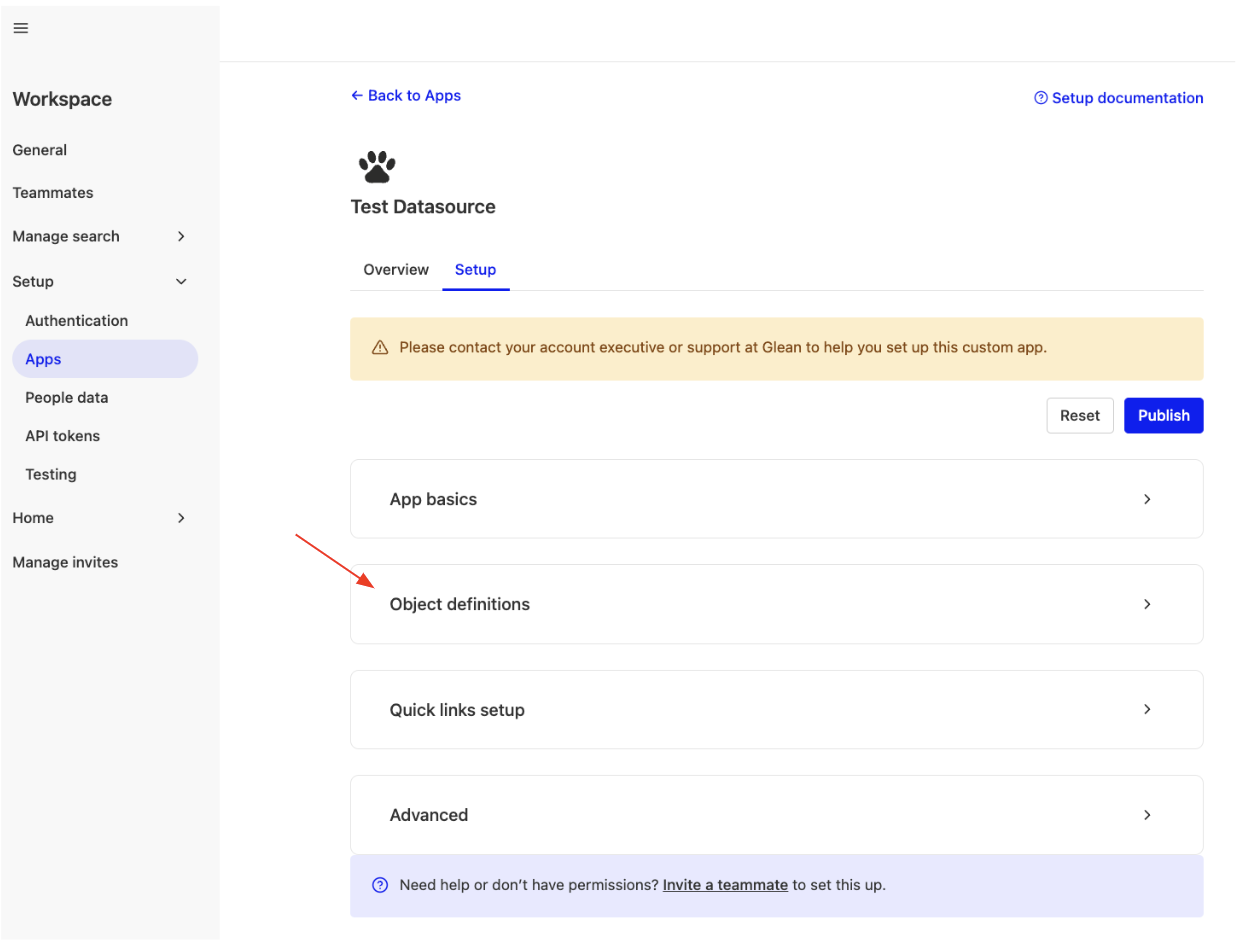 Workspace
General
Teammates
Manage search
Setup
Authentication
Apps
People data
API tokens
Testing
Home
Manage invites
← Back to Apps
Setup documentation
Test Datasource
Overview Setup
Please contact your account executive or support at Glean to help you set up this custom app.
Reset Publish
App basics
Object definitions
Quick links setup
Advanced
Need help or don’t have permissions? Invite a teammate to set this up.